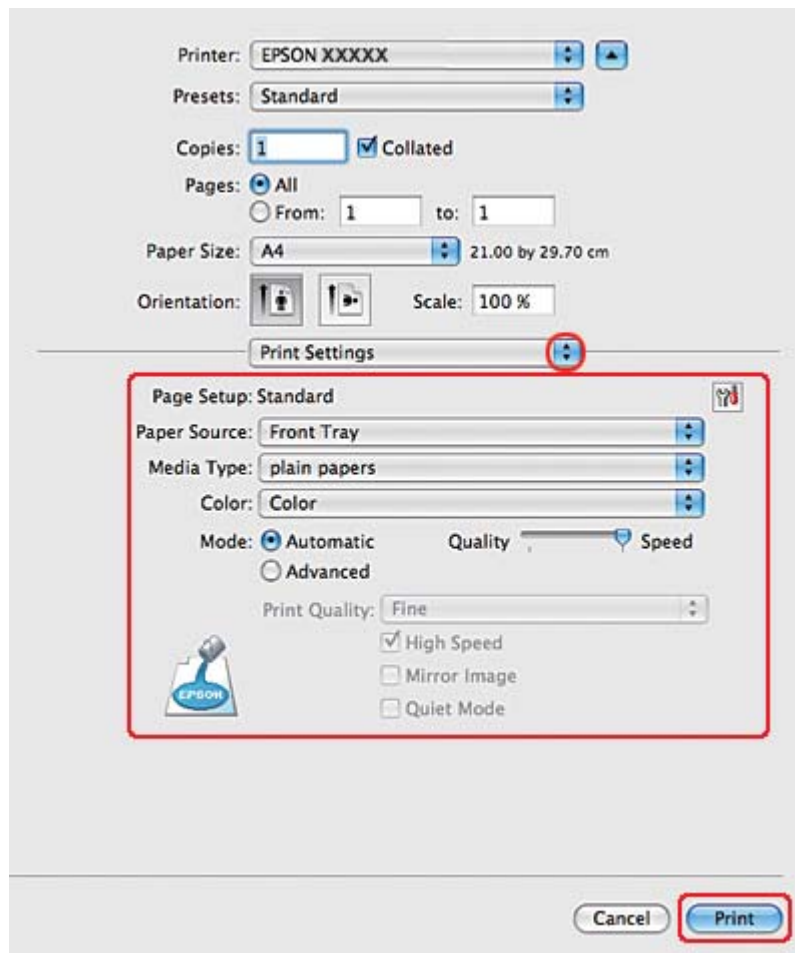 Printer: EPSON XXXXX
Presets: Standard
Copies: 1 Collated
Pages: All
From: 1 to: 1
Paper Size: A4 21.00 by 29.70 cm
Orientation: Scale: 100 %
Print Settings
Page Setup: Standard
Paper Source: Front Tray
Media Type: plain papers
Color: Color
Mode: Automatic Quality Speed
Advanced
Print Quality: Fine
High Speed
Mirror Image
EPSON
Quiet Mode
Cancel Print